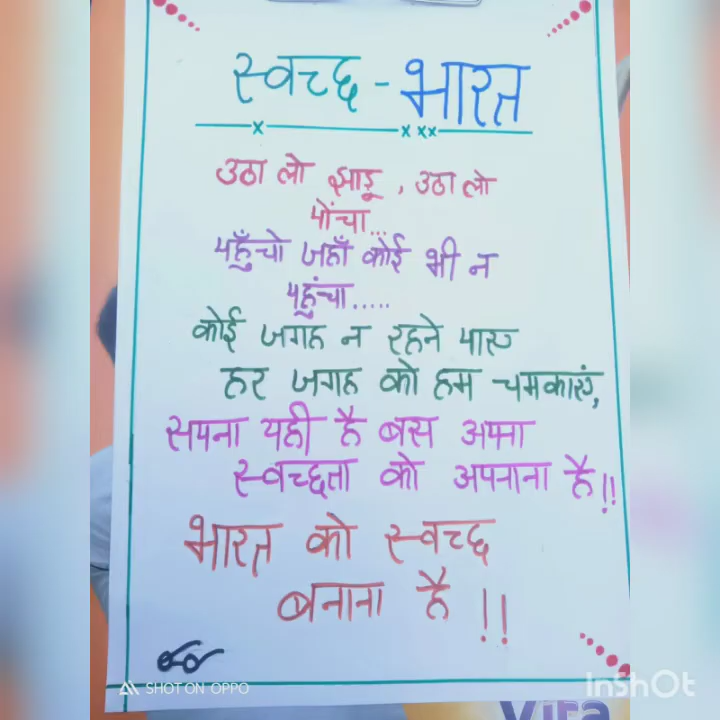 स्वच्छ - भारत
उठा लो झाड़ू , उठा लो
पोंचा...
पहुँचो जहाँ कोई भी न
पहुंचा.....
कोई जगह न रहने पाए
हर जगह को हम चमकाएं,
सपना यही है बस अपना
स्वच्छता को अपनाना है!!
भारत को स्वच्छ
बनाना है !!
SHOT ON OPPO
InShOt